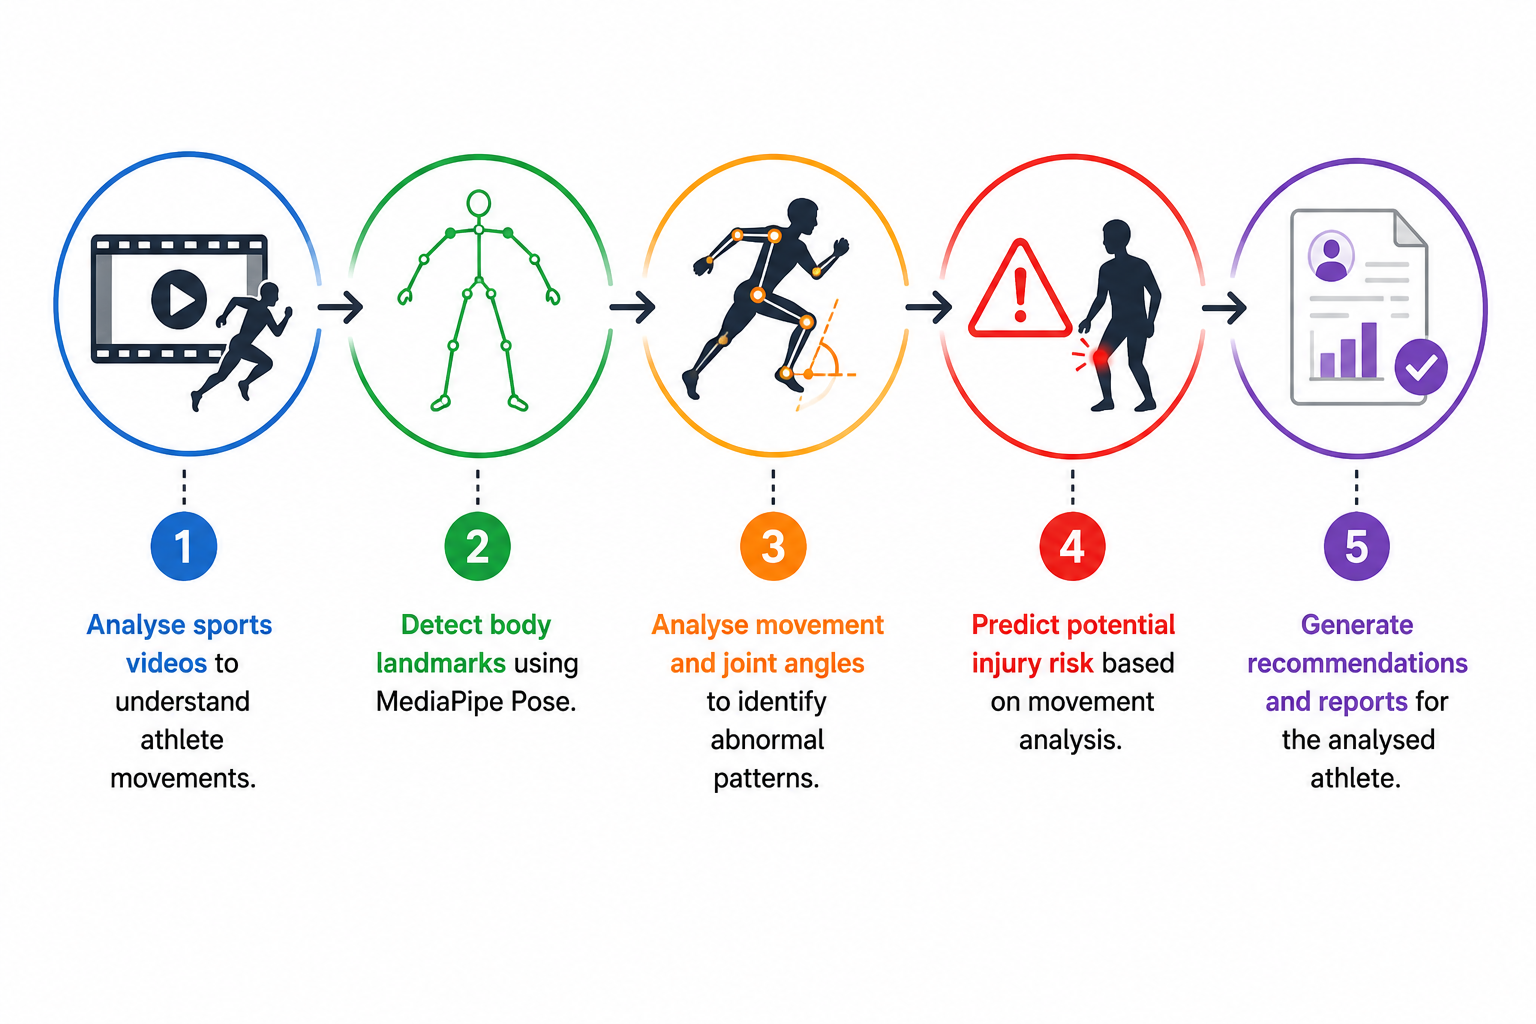 1
Analyse sports
videos to
understand
athlete
movements.
2
Detect body
landmarks using
MediaPipe Pose.
3
Analyse movement
and joint angles
to identify
abnormal
patterns.
4
Predict potential
injury risk based
on movement
analysis.
5
Generate
recommendations
and reports for
the analysed
athlete.